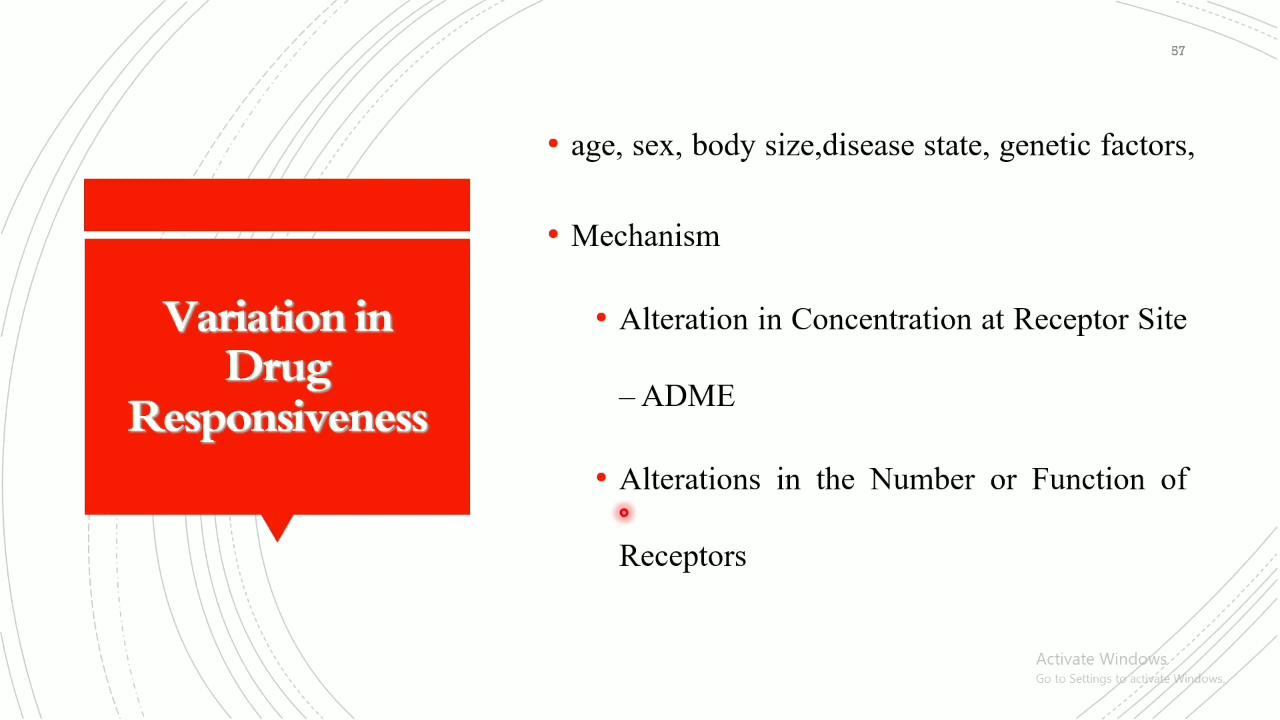 57
Variation in
Drug
Responsiveness
• age, sex, body size,disease state, genetic factors,
• Mechanism
• Alteration in Concentration at Receptor Site
– ADME
• Alterations in the Number or Function of
Receptors
Activate Windows
Go to Settings to activate Windows.